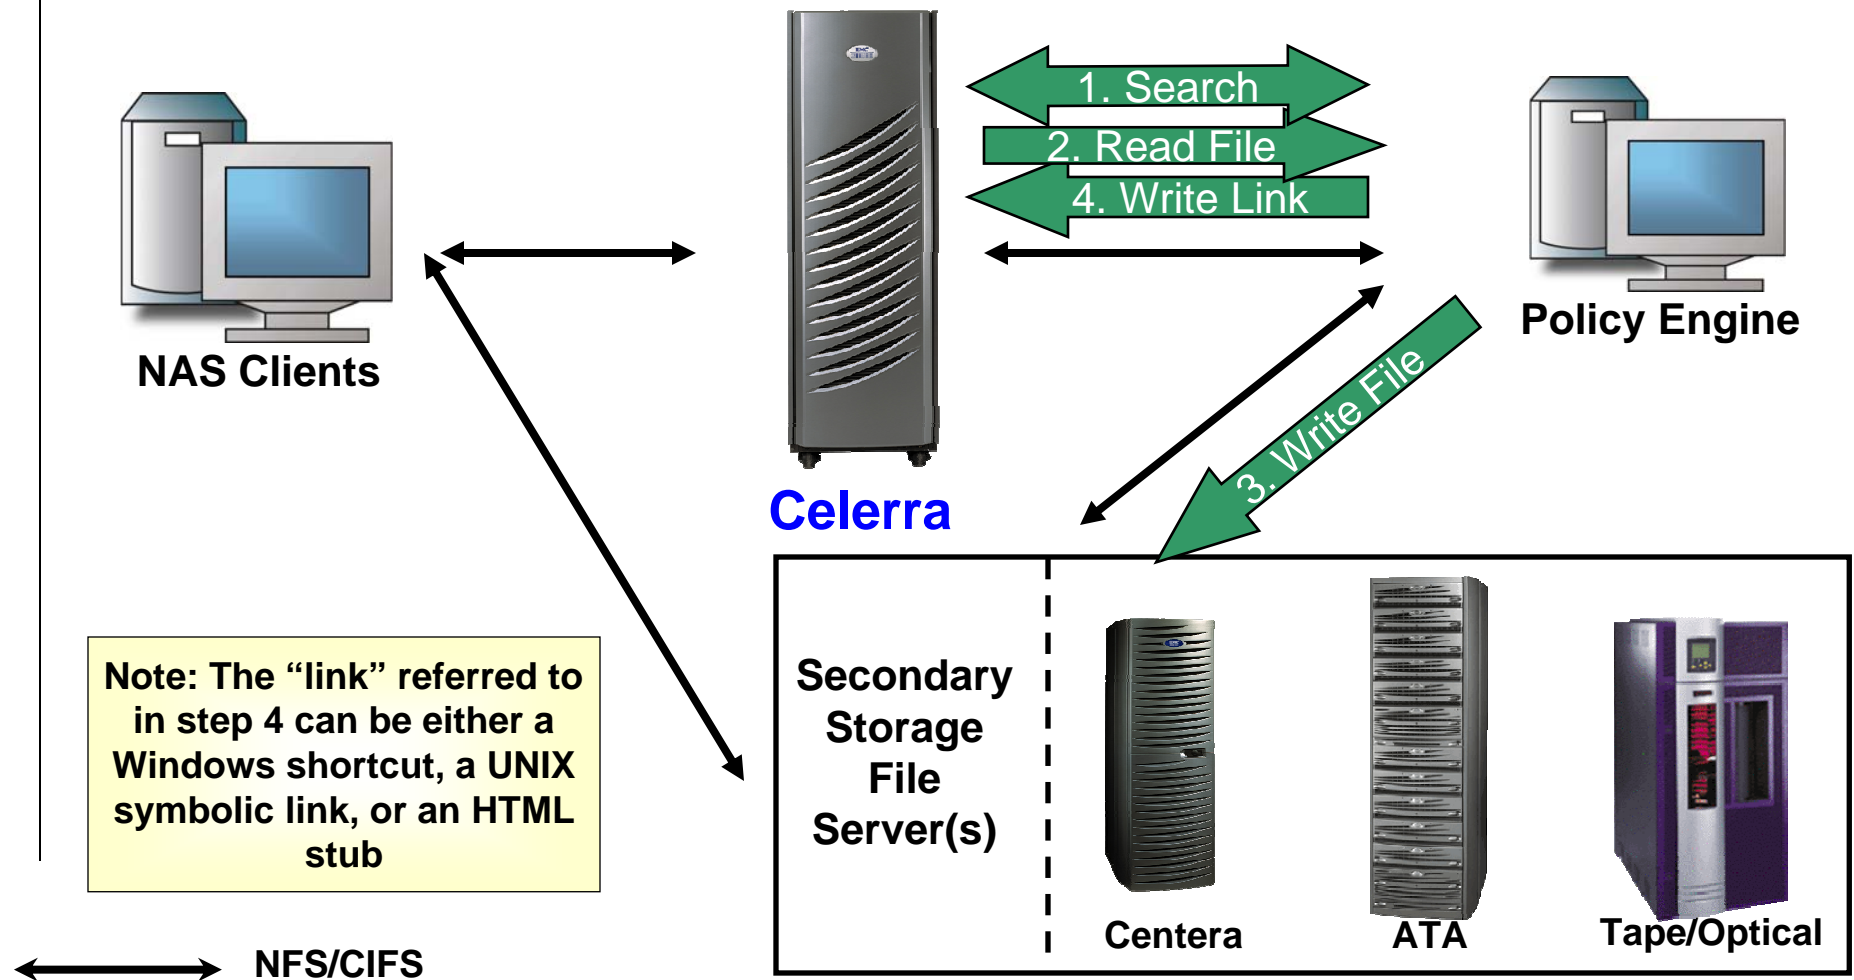 1. Search
2. Read File
4. Write Link
Policy Engine
NAS Clients
3. Write File
Celerra
Note: The “link” referred to
in step 4 can be either a
Windows shortcut, a UNIX
symbolic link, or an HTML
stub
Secondary
Storage
File
Server(s)
Centera
ATA
Tape/Optical
NFS/CIFS